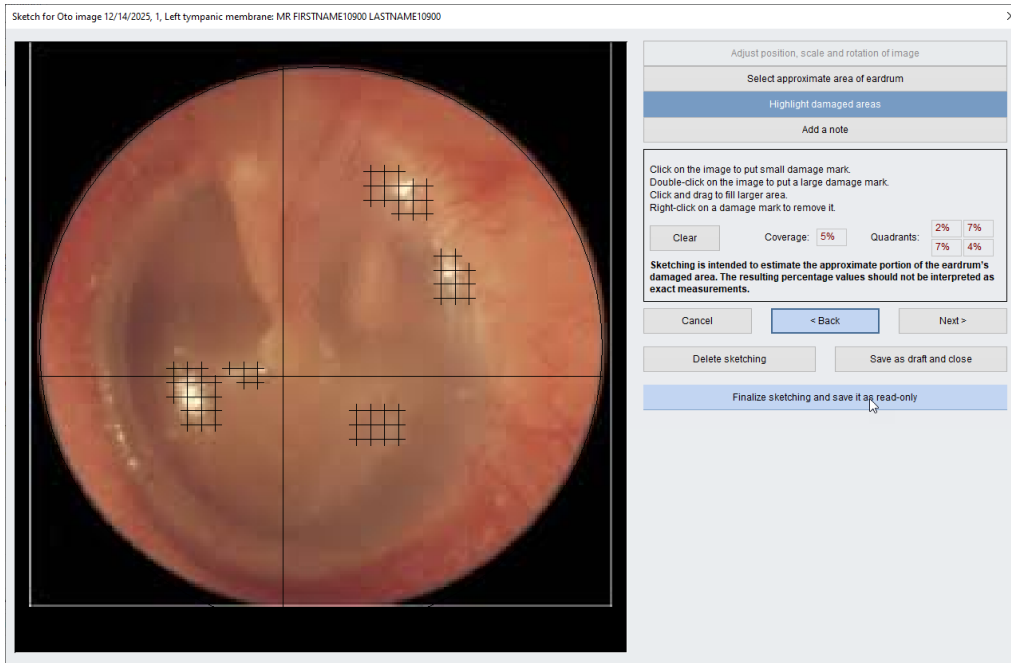 Sketch for Oto image 12/14/2025, 1, Left tympanic membrane: MR FIRSTNAME10900 LASTNAME10900
Adjust position, scale and rotation of image
Select approximate area of eardrum
Highlight damaged areas
Add a note
Click on the image to put small damage mark.
Double-click on the image to put a large damage mark.
Click and drag to fill larger area.
Right-click on a damage mark to remove it.
Clear
Coverage: 5%
Quadrants:
2% 7%
7% 4%
Sketching is intended to estimate the approximate portion of the eardrum's
damaged area. The resulting percentage values should not be interpreted as
exact measurements.
Cancel
< Back
Next >
Delete sketching
Save as draft and close
Finalize sketching and save it as read-only